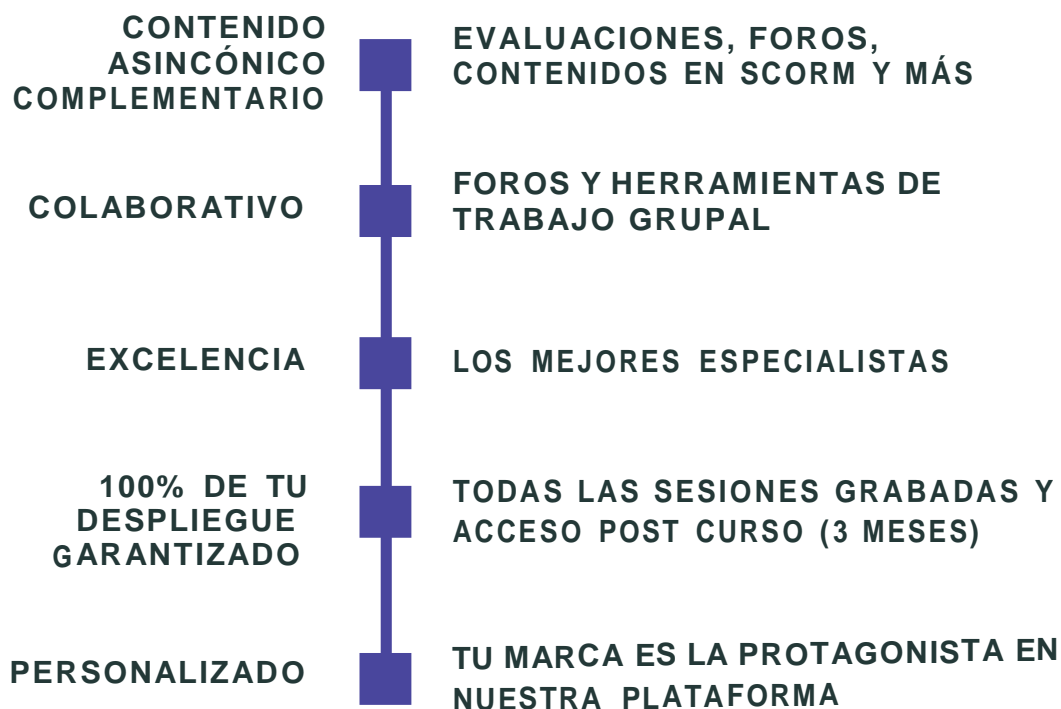 CONTENIDO
ASINCÓNICO
COMPLEMENTARIO
EVALUACIONES, FOROS,
CONTENIDOS EN SCORM Y MÁS
COLABORATIVO
FOROS Y HERRAMIENTAS DE
TRABAJO GRUPAL
EXCELENCIA
LOS MEJORES ESPECIALISTAS
100% DE TU
DESPLIEGUE
GARANTIZADO
TODAS LAS SESIONES GRABADAS Y
ACCESO POST CURSO (3 MESES)
PERSONALIZADO
TU MARCA ES LA PROTAGONISTA EN
NUESTRA PLATAFORMA